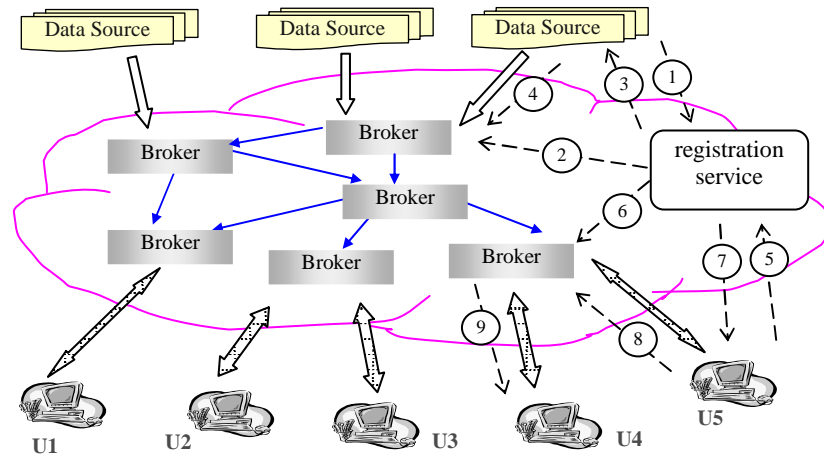 Data Source
Data Source
Data Source
1
3
4
Broker
Broker
2
registration
service
Broker
6
Broker
Broker
Broker
7
5
9
8
U1
U2
U3
U4
U5